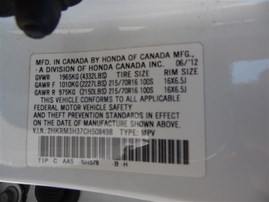 MFD. IN CANADA BY HONDA OF CANADA MFG.,
A DIVISION OF HONDA CANADA INC. 06/'12
GVWR 1965KG(4332LBS) TIRE SIZE RIM SIZE
GAWR F 1010KG(2227LBS) 215/70R16 100S 16X6.5J
GAWR R 975KG(2150LBS) 215/70R16 100S 16X6.5J
THIS VEHICLE CONFORMS TO ALL APPLICABLE
FEDERAL MOTOR VEHICLE SAFETY
AND THEFT PREVENTION STANDARDS IN EFFECT ON THE
DATE OF MANUFACTURE SHOWN ABOVE.
V.I.N: TYPE: MPV